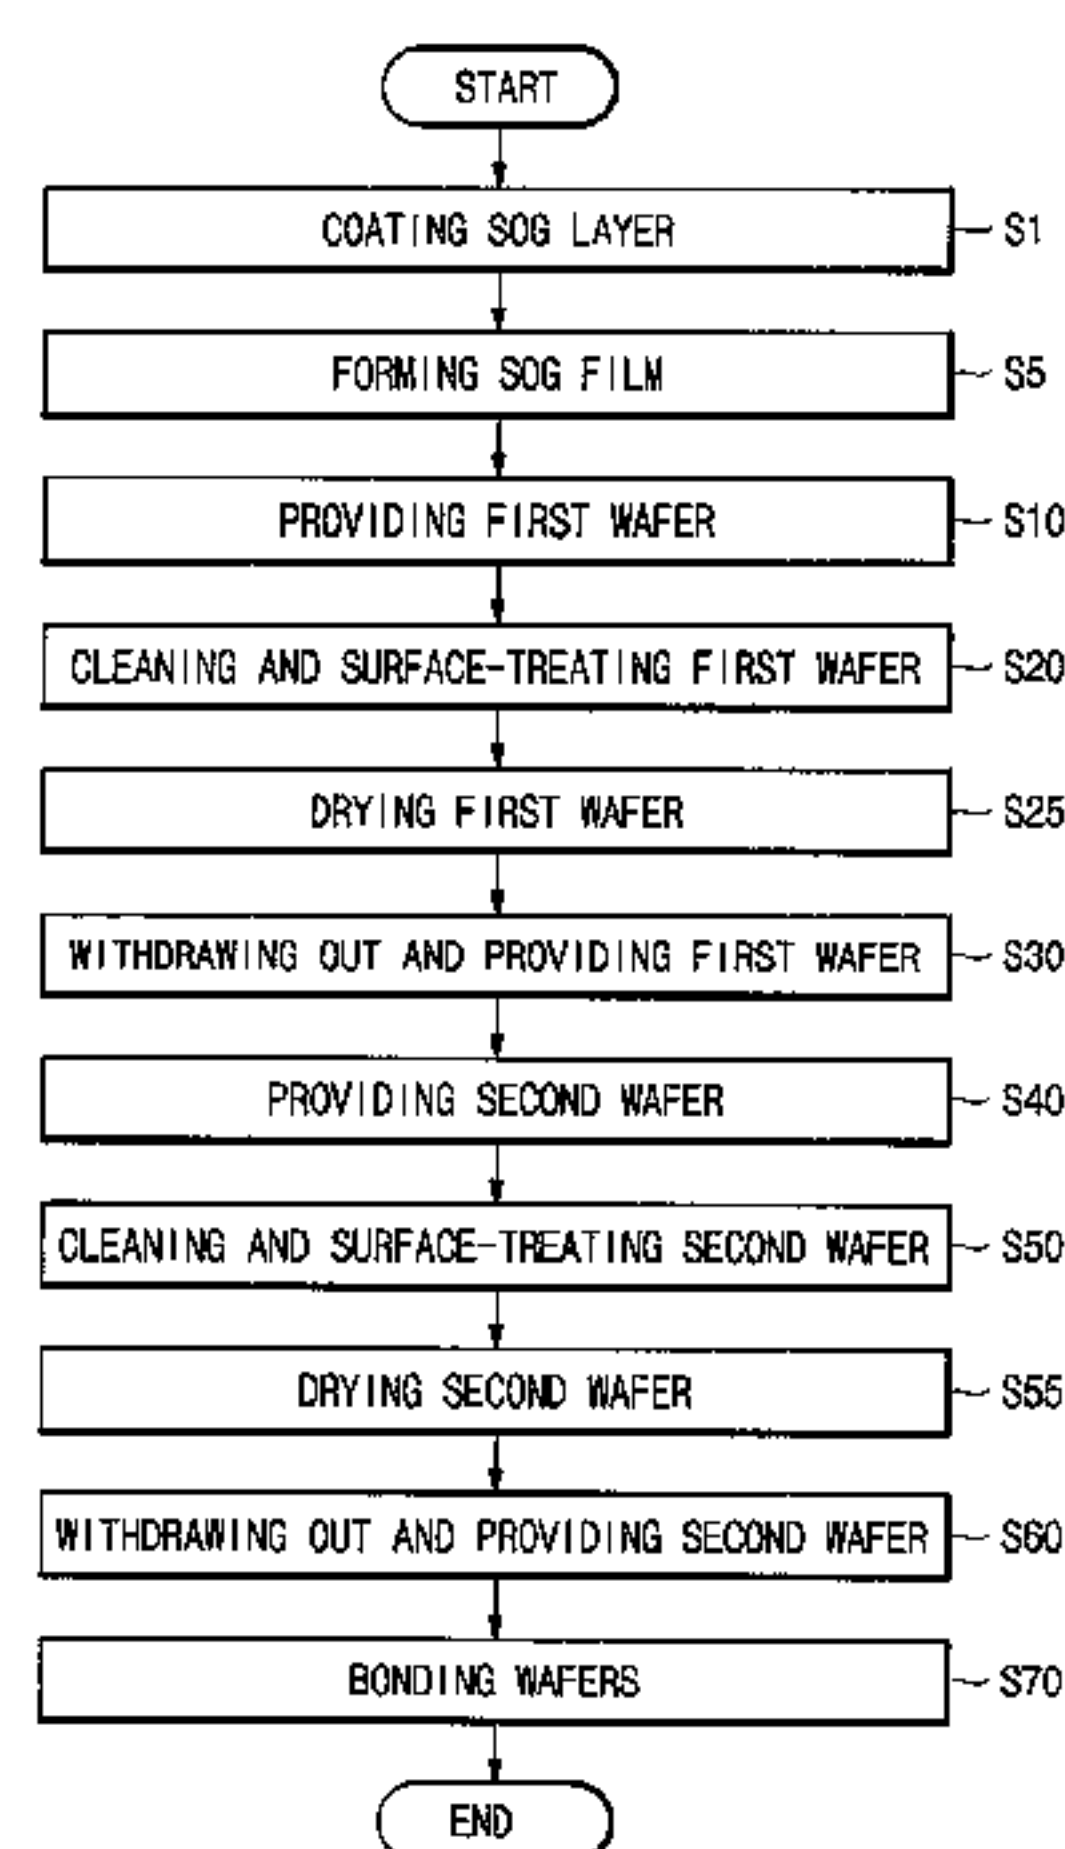 START
COATING SOG LAYER S1
FORMING SOG FILM S5
PROVIDING FIRST WAFER S10
CLEANING AND SURFACE-TREATING FIRST WAFER S20
DRYING FIRST WAFER S25
WITHDRAWING OUT AND PROVIDING FIRST WAFER S30
PROVIDING SECOND WAFER S40
CLEANING AND SURFACE-TREATING SECOND WAFER S50
DRYING SECOND WAFER S55
WITHDRAWING OUT AND PROVIDING SECOND WAFER S60
BONDING WAFERS S70
END